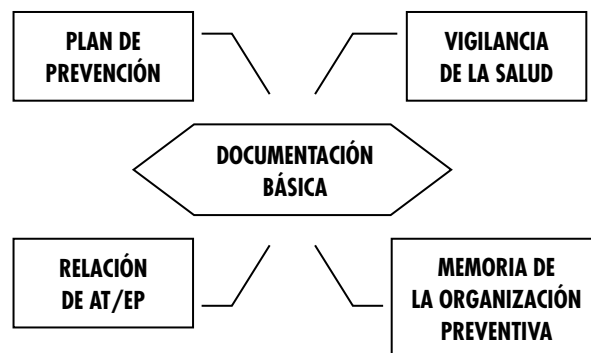 PLAN DE
PREVENCIÓN
VIGILANCIA
DE LA SALUD
DOCUMENTACIÓN
BÁSICA
RELACIÓN
DE AT/EP
MEMORIA DE
LA ORGANIZACIÓN
PREVENTIVA